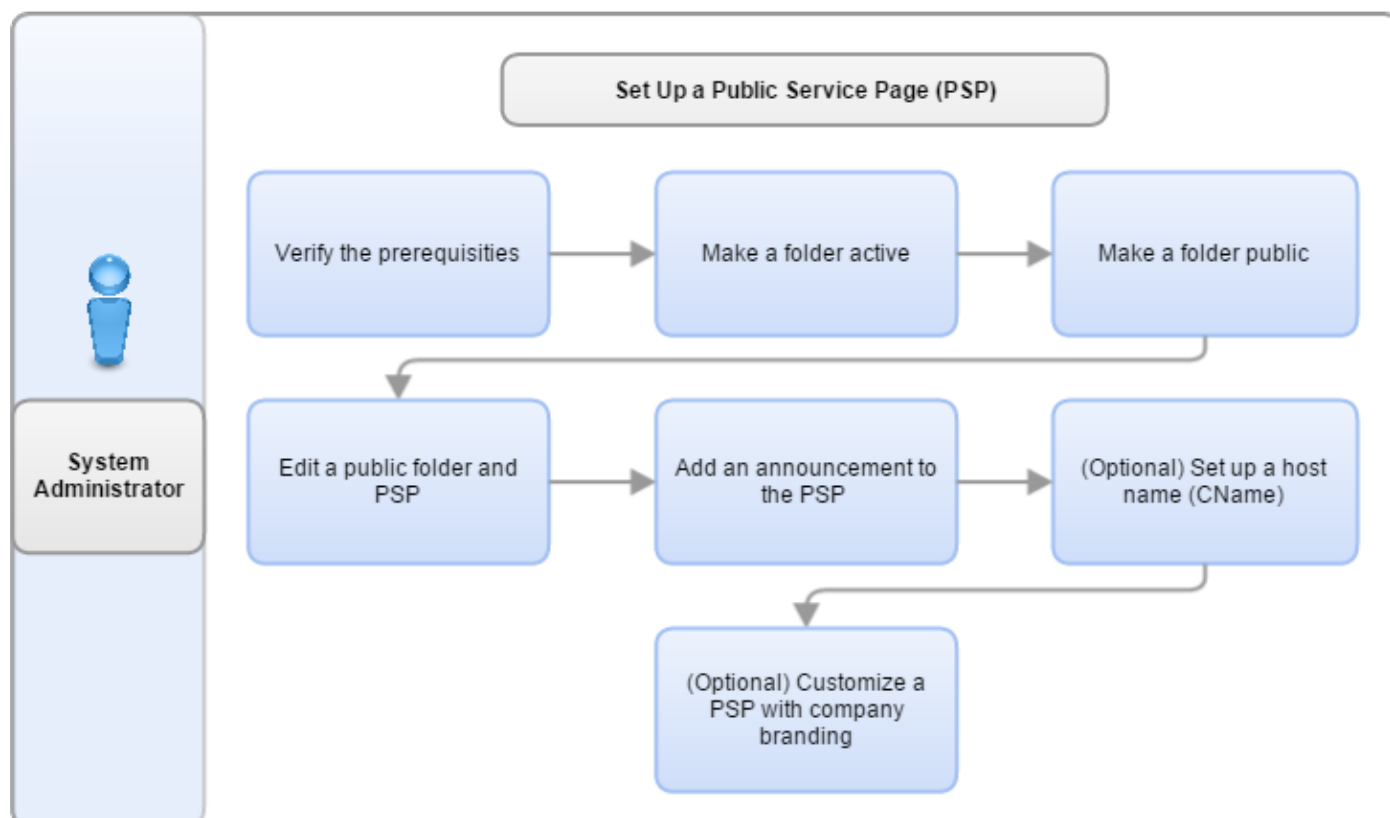 Set Up a Public Service Page (PSP)
Verify the prerequisities
Make a folder active
Make a folder public
System
Administrator
Edit a public folder and
PSP
Add an announcement to
the PSP
(Optional) Set up a host
name (CName)
(Optional) Customize a
PSP with company
branding